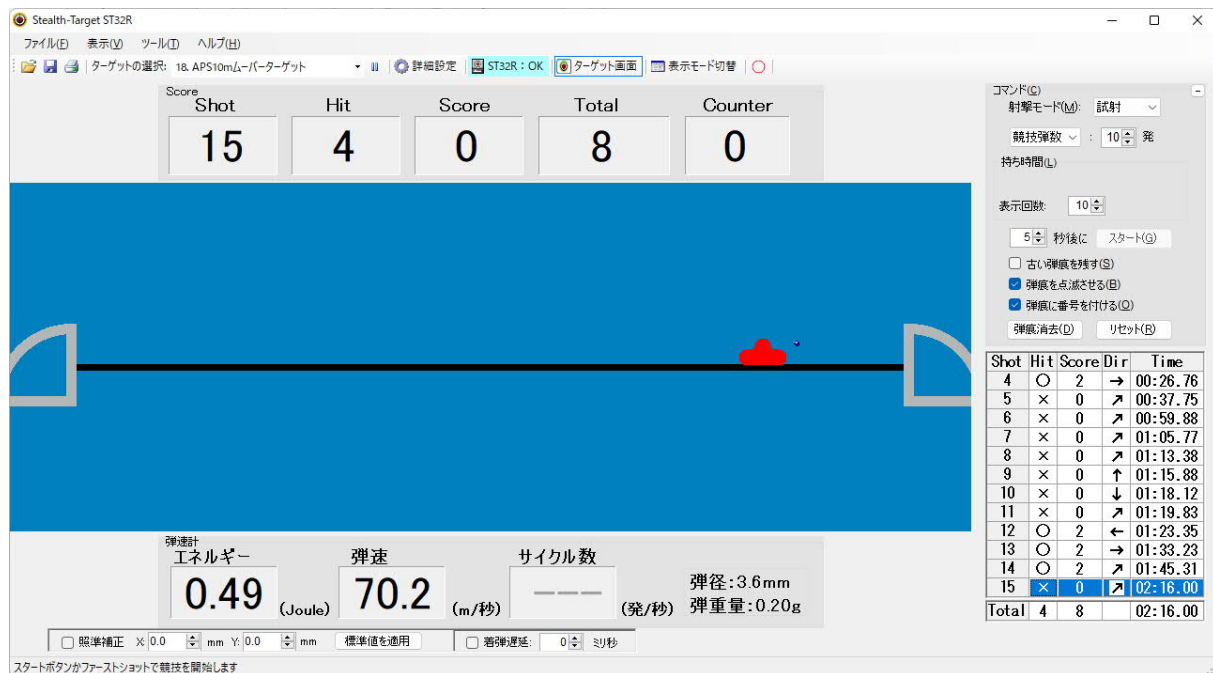 Stealth-Target ST32R
ファイル(F) 表示(V) ツール(T) ヘルプ(H)
ターゲットの選択: 18. APS10mムーバーターゲット 詳細設定 ST32R:OK ターゲット画面 表示モード切替
Score
Shot Hit Score Total Counter
15 4 0 8 0
コマンド(C)
射撃モード(M): 試射
競技弾数 : 10 発
持ち時間(L)
表示回数: 10
5 秒後に スタート(G)
古い弾痕を残す(S)
弾痕を点滅させる(B)
弾痕に番号を付ける(O)
弾痕消去(D) リセット(R)
Shot Hit Score Dir Time
4 ○ 2 → 00:26.76
5 × 0 ↗ 00:37.75
6 × 0 ↗ 00:59.88
7 × 0 ↗ 01:05.77
8 × 0 ↗ 01:13.38
9 × 0 ↑ 01:15.88
10 × 0 ↓ 01:18.12
11 × 0 ↗ 01:19.83
12 ○ 2 ← 01:23.35
13 ○ 2 → 01:33.23
14 ○ 2 ↗ 01:45.31
15 × 0 ↗ 02:16.00
Total 4 8 02:16.00
弾速計
エネルギー 弾速 サイクル数
0.49 (Joule) 70.2 (m/秒) --- (発/秒)
弾径:3.6mm
弾重量:0.20g
照準補正 X: 0.0 mm Y: 0.0 mm 標準値を適用 着弾遅延: 0 ミリ秒
スタートボタンかファーストショットで競技を開始します